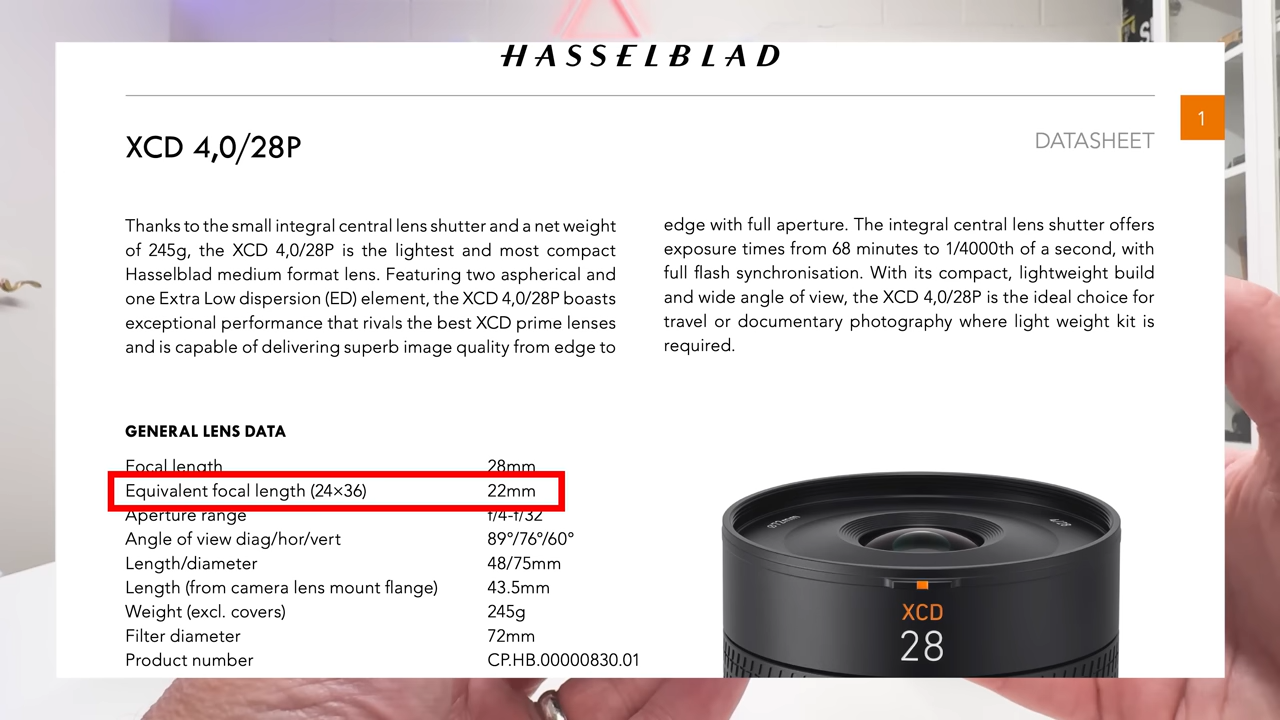 HASSELBLAD
1
XCD 4,0/28P
DATASHEET
Thanks to the small integral central lens shutter and a net weight
of 245g, the XCD 4,0/28P is the lightest and most compact
Hasselblad medium format lens. Featuring two aspherical and
one Extra Low dispersion (ED) element, the XCD 4,0/28P boasts
exceptional performance that rivals the best XCD prime lenses
and is capable of delivering superb image quality from edge to
edge with full aperture. The integral central lens shutter offers
exposure times from 68 minutes to 1/4000th of a second, with
full flash synchronisation. With its compact, lightweight build
and wide angle of view, the XCD 4,0/28P is the ideal choice for
travel or documentary photography where light weight kit is
required.
GENERAL LENS DATA
Focal length 28mm
Equivalent focal length (24×36) 22mm
Aperture range f/4-f/32
Angle of view diag/hor/vert 89°/76°/60°
Length/diameter 48/75mm
Length (from camera lens mount flange) 43.5mm
Weight (excl. covers) 245g
Filter diameter 72mm
Product number CP.HB.00000830.01
ø72mm
4/28
XCD
28